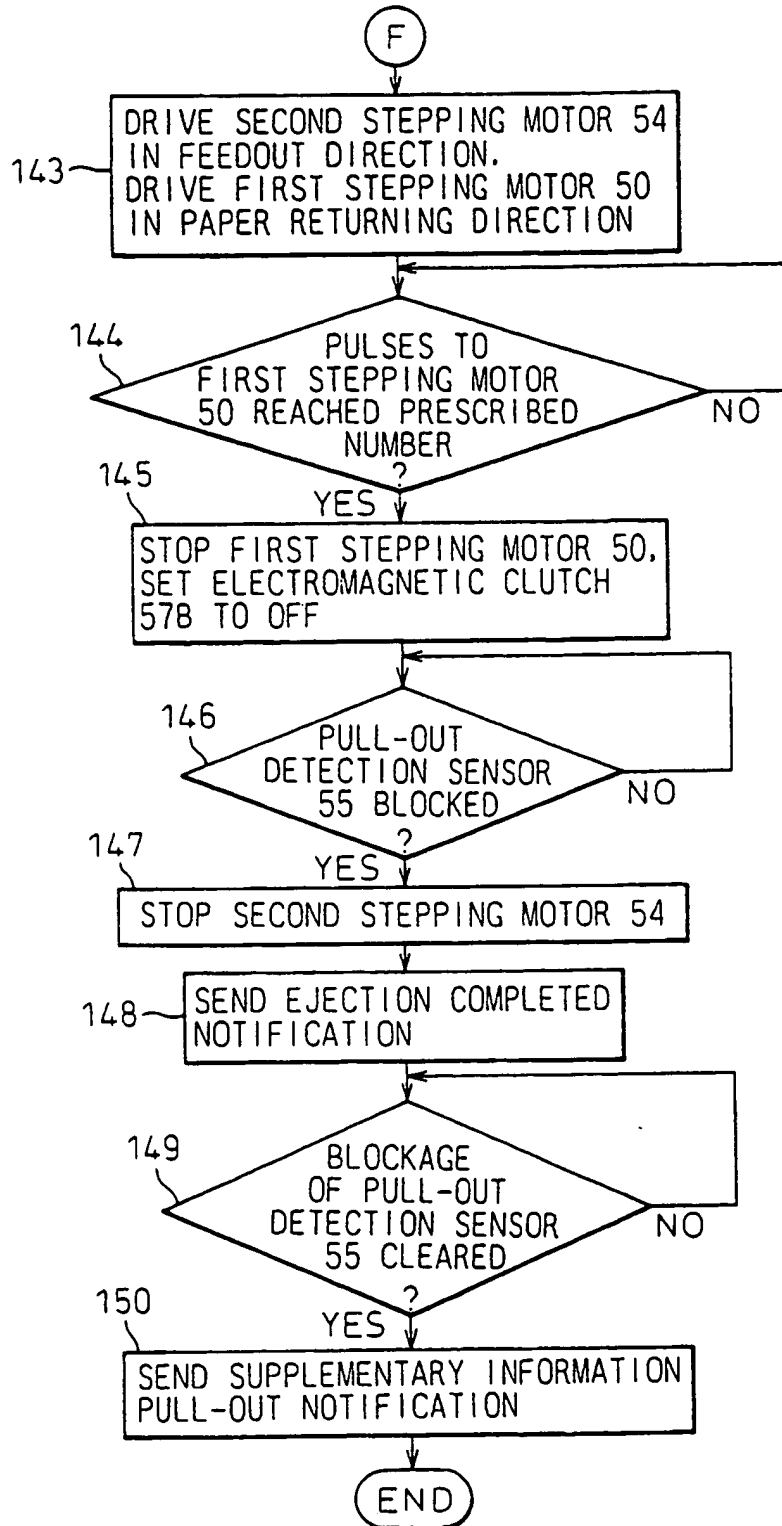 F
143
DRIVE SECOND STEPPING MOTOR 54
IN FEEDOUT DIRECTION.
DRIVE FIRST STEPPING MOTOR 50
IN PAPER RETURNING DIRECTION
144
PULSES TO
FIRST STEPPING MOTOR
50 REACHED PRESCRIBED
NUMBER
?
NO
YES
145
STOP FIRST STEPPING MOTOR 50.
SET ELECTROMAGNETIC CLUTCH
57B TO OFF
146
PULL-OUT
DETECTION SENSOR
55 BLOCKED
?
NO
YES
147
STOP SECOND STEPPING MOTOR 54
148
SEND EJECTION COMPLETED
NOTIFICATION
149
BLOCKAGE
OF PULL-OUT
DETECTION SENSOR
55 CLEARED
?
NO
YES
150
SEND SUPPLEMENTARY INFORMATION
PULL-OUT NOTIFICATION
END